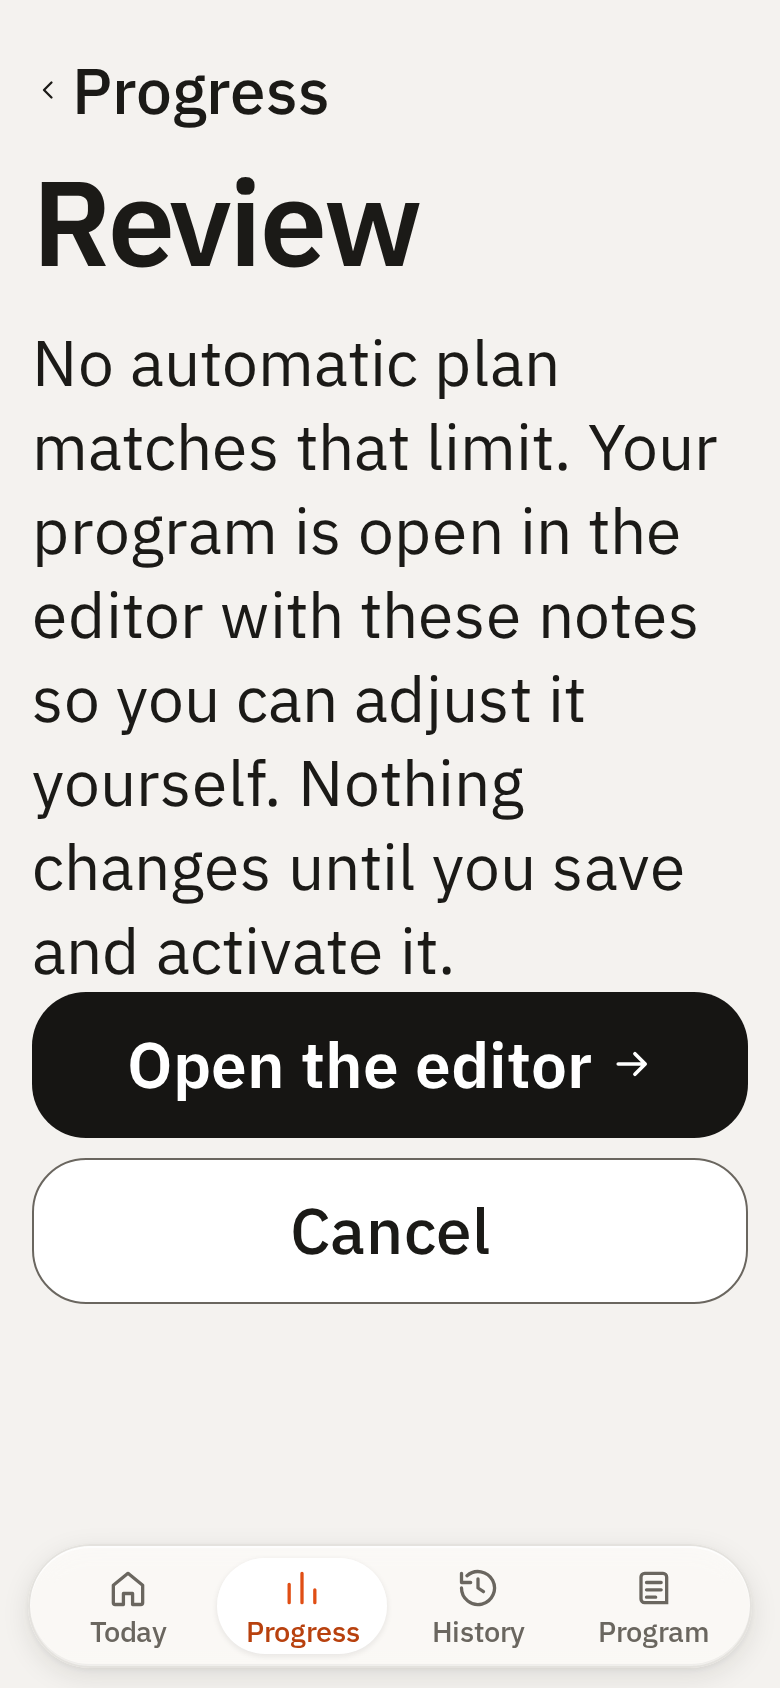 Progress
Review
No automatic plan
matches that limit. Your
program is open in the
editor with these notes
so you can adjust it
yourself. Nothing
changes until you save
and activate it.
Open the editor →
Cancel
Today
Progress
History
Program